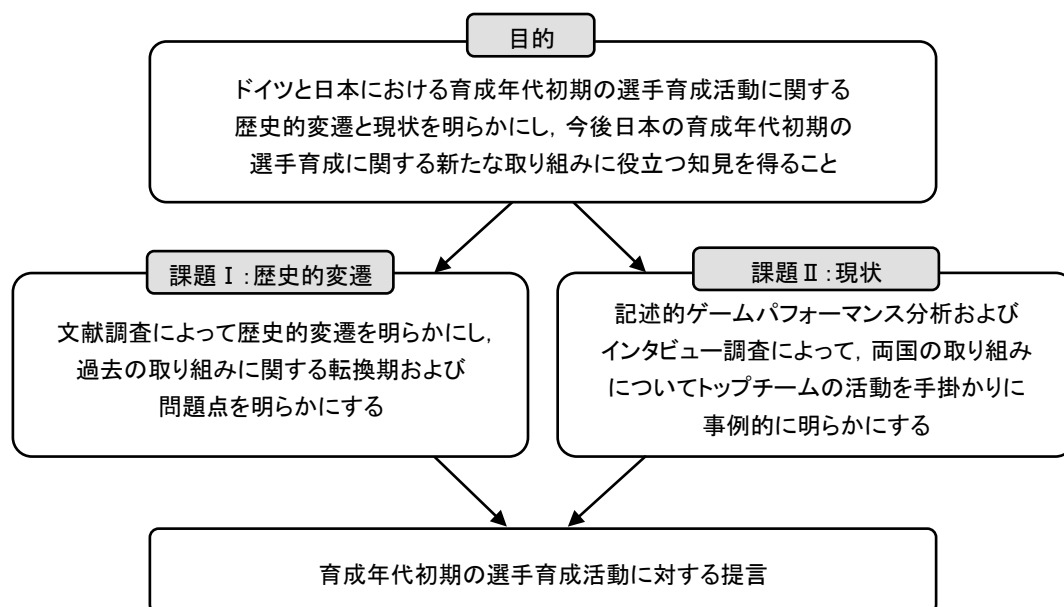 目的
ドイツと日本における育成年代初期の選手育成活動に関する
歴史的変遷と現状を明らかにし，今後日本の育成年代初期の
選手育成に関する新たな取り組みに役立つ知見を得ること
課題Ⅰ：歴史的変遷
文献調査によって歴史的変遷を明らかにし，
過去の取り組みに関する転換期および
問題点を明らかにする
課題Ⅱ：現状
記述的ゲームパフォーマンス分析および
インタビュー調査によって，両国の取り組み
についてトップチームの活動を手掛かりに
事例的に明らかにする
育成年代初期の選手育成活動に対する提言